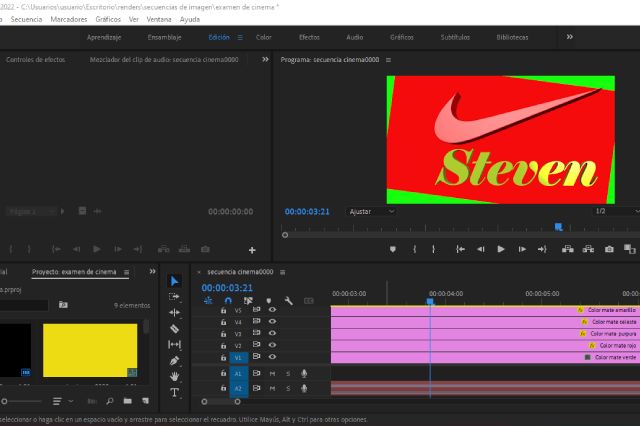 2022 - C:\Usuarios\usuario\Escritorio\renders\secuencias de imagen\examen de cinema *
Secuencia Marcadores Gráficos Ver Ventana Ayuda
Aprendizaje Ensamblaje Edición Color Efectos Audio Gráficos Subtítulos Bibliotecas
Controles de efectos Mezclador del clip de audio: secuencia cinema0000 Programa: secuencia cinema0000
Steven
Página 1 00:00:00:00 00:00:03:21 Ajustar 1/2
Proyecto: examen de cinema
secuencia cinema0000
a.prproj
00:00:03:21
9 elementos
00:00:03:00 00:00:04:00 00:00:05:00
V5 Color mate amarillo
V4 Color mate celeste
V3 Color mate purpura
V2 Color mate rojo
V1 Color mate verde
A1 M S
A2 M S
seleccionar o haga clic en un espacio vacío y arrastre para seleccionar el recuadro. Utilice Mayús, Alt y Ctrl para otras opciones.